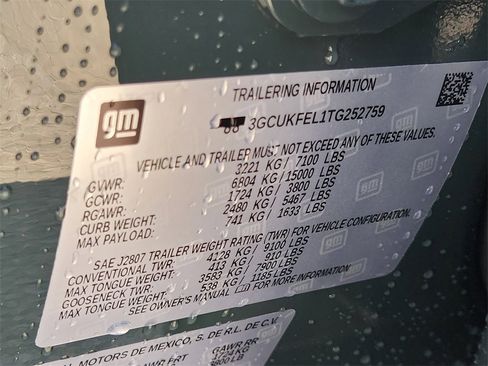 gm
TRAILERING INFORMATION
3GCUKFEL1TG252759
VEHICLE AND TRAILER MUST NOT EXCEED ANY OF THESE VALUES.
GVWR: 3221 KG/ 7100 LBS
GCWR: 6804 KG/ 15000 LBS
RGAWR: 1724 KG/ 3800 LBS
CURB WEIGHT: 2480 KG/ 5467 LBS
MAX PAYLOAD: 741 KG/ 1633 LBS
SAE J2807 TRAILER WEIGHT RATING (TWR) FOR VEHICLE CONFIGURATION.
CONVENTIONAL TWR: 4128 KG/ 9100 LBS
MAX TONGUE WEIGHT: 413 KG/ 910 LBS
GOOSENECK TWR: 3583 KG/ 7900 LBS
MAX TONGUE WEIGHT: 538 KG/ 1185 LBS
SEE OWNER'S MANUAL FOR MORE INFORMATION
MOTORS DE MEXICO, S. DE R.L. DE C.V.
GAWR RR